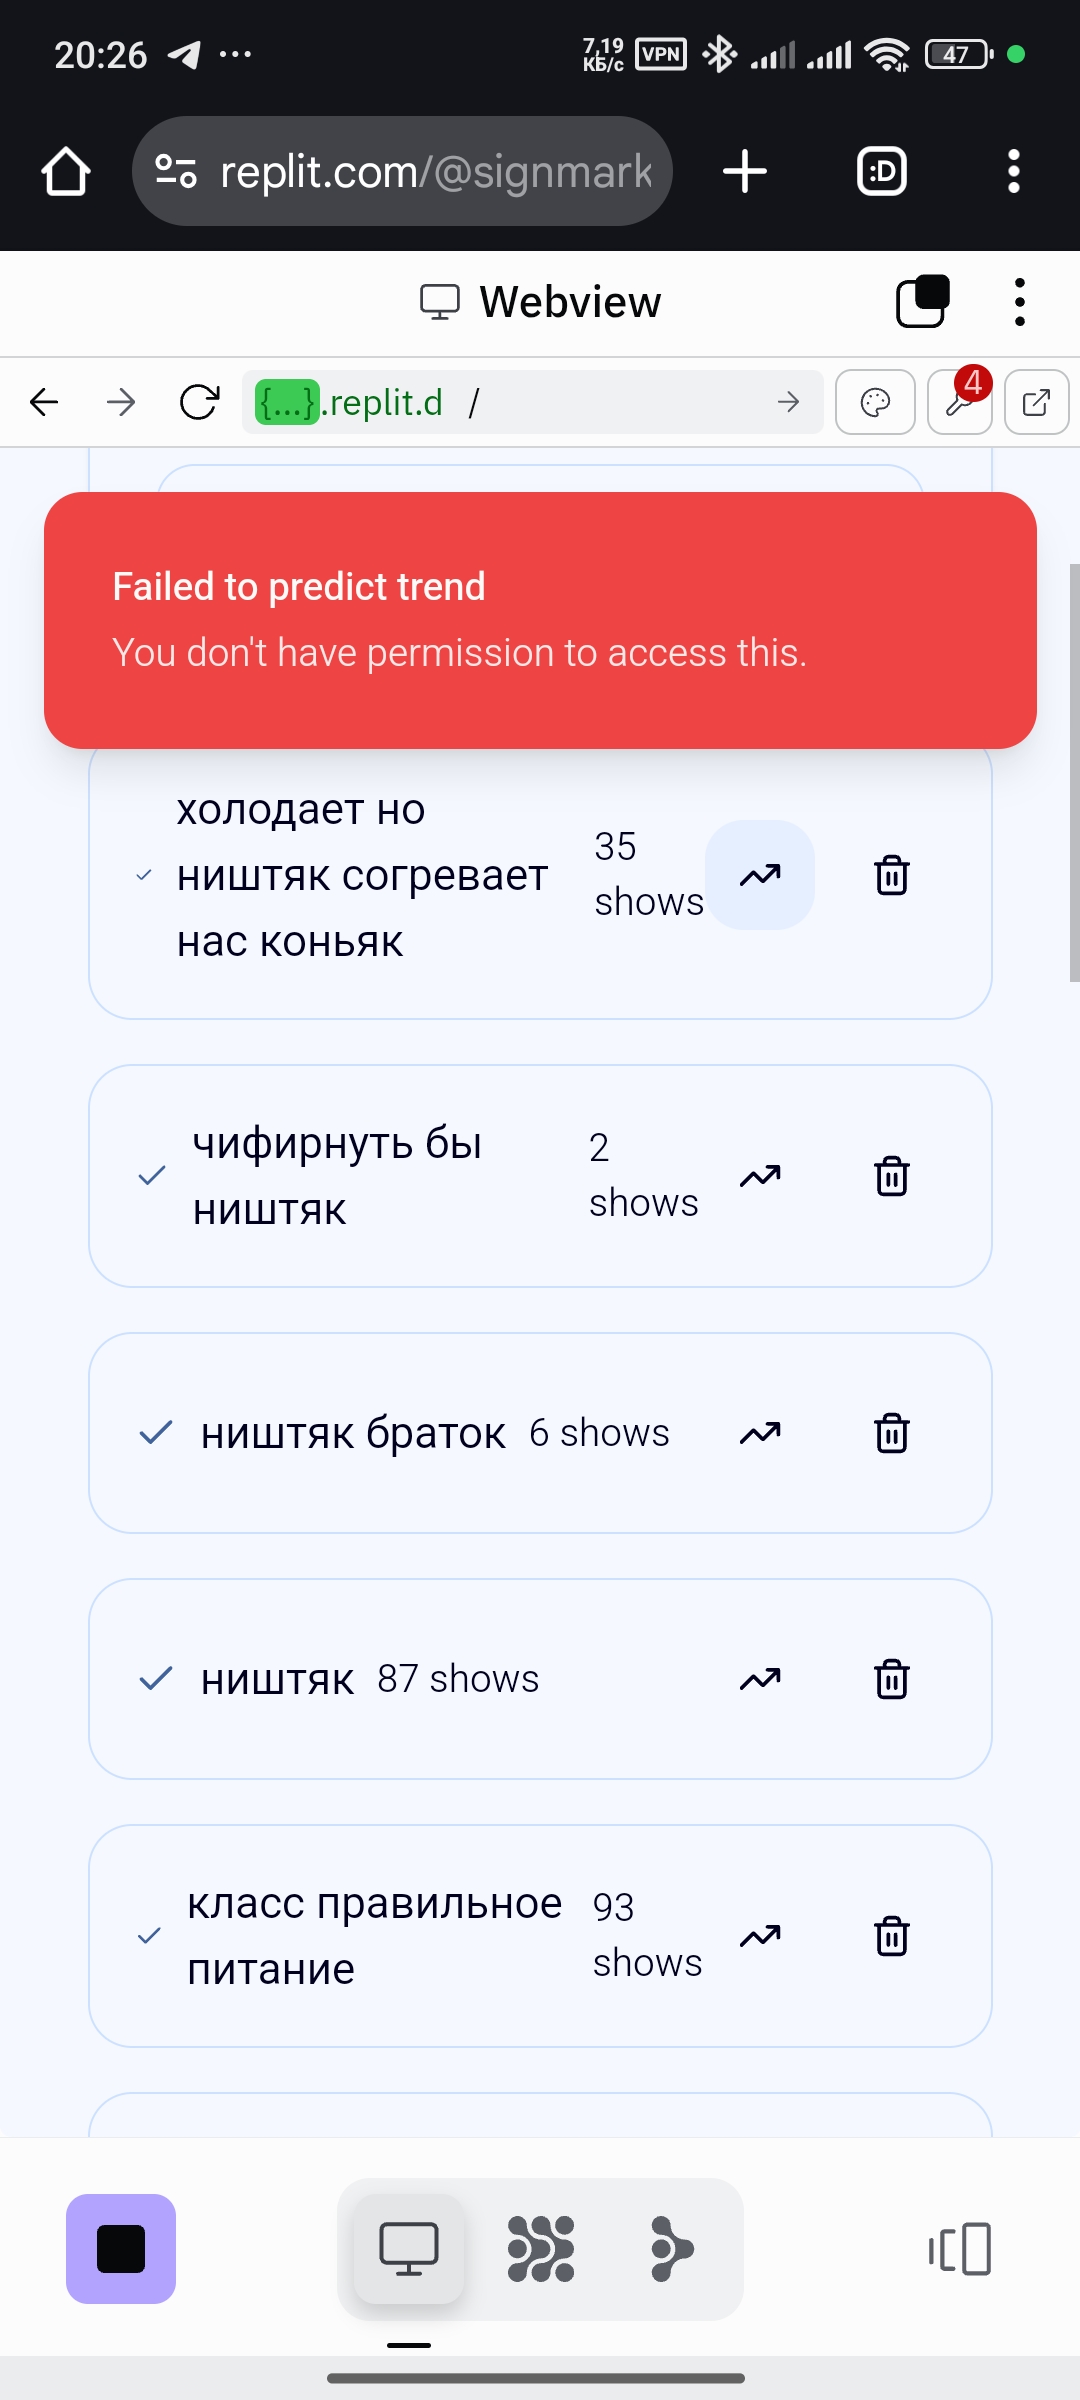 20:26
7,19
КБ/с
VPN
47
replit.com/@signmark
:D
Webview
{...}.replit.d /
4
Failed to predict trend
You don't have permission to access this.
холодает но
ништяк согревает
нас коньяк
35
shows
чифирнуть бы
ништяк
2
shows
ништяк браток 6 shows
ништяк 87 shows
класс правильное
питание
93
shows